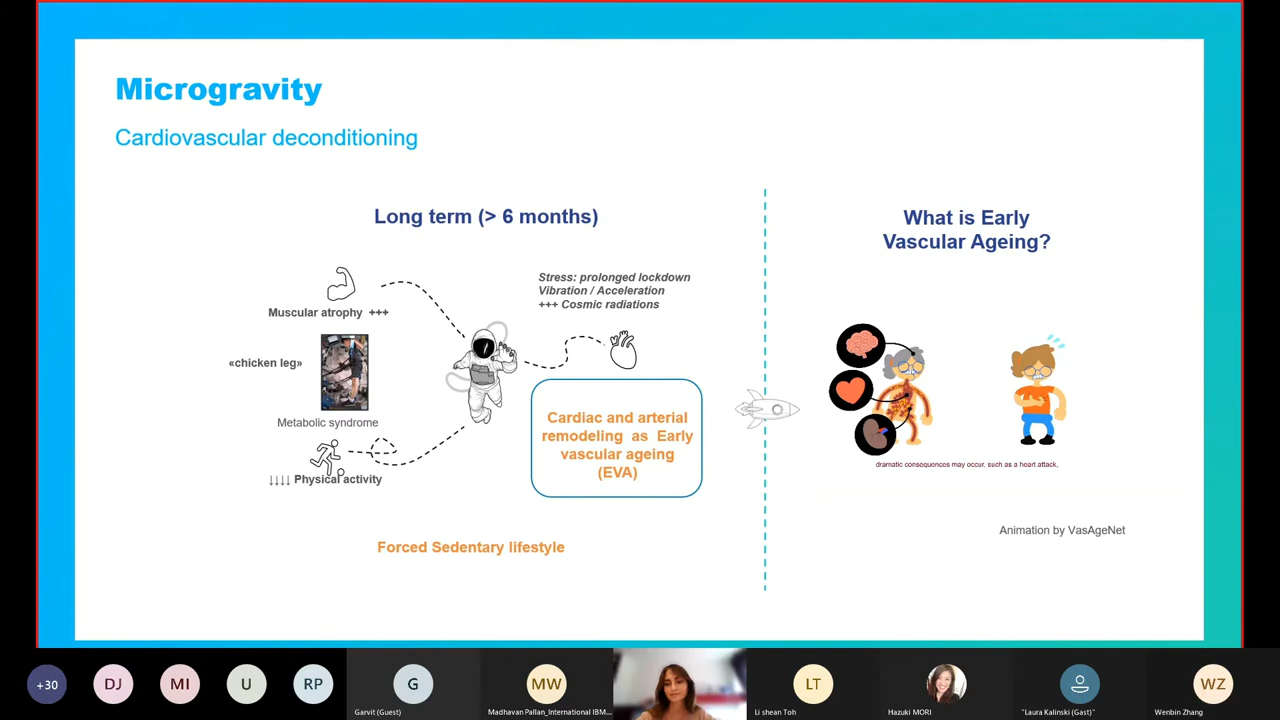 Microgravity
Cardiovascular deconditioning
Long term (> 6 months)
Muscular atrophy +++
«chicken leg»
Metabolic syndrome
↓↓↓↓ Physical activity
Stress: prolonged lockdown
Vibration / Acceleration
+++ Cosmic radiations
Cardiac and arterial
remodeling as Early
vascular ageing
(EVA)
Forced Sedentary lifestyle
What is Early
Vascular Ageing?
dramatic consequences may occur, such as a heart attack,
Animation by VasAgeNet
+30
DJ
MI
U
RP
G
Garvit (Guest)
MW
Madhavan Pallan_International IBM...
LT
Li shean Toh
Hazuki MORI
"Laura Kalinski (Gast)"
WZ
Wenbin Zhang